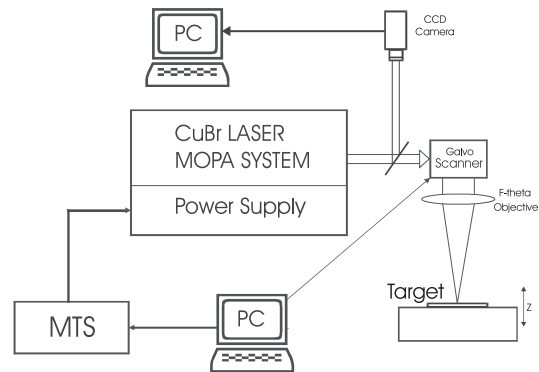 PC
CCD
Camera
CuBr LASER
MOPA SYSTEM
Galvo
Scanner
Power Supply
F-theta
Objective
Target
Z
MTS
PC